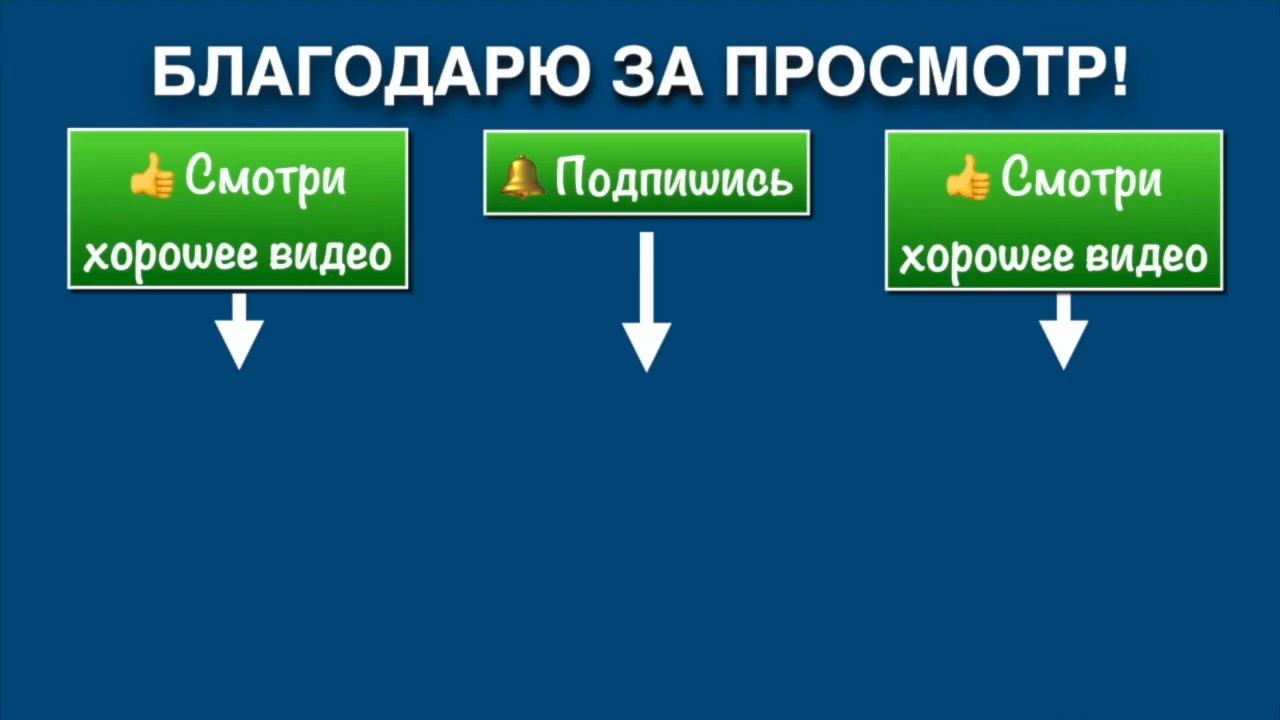 БЛАГОДАРЮ ЗА ПРОСМОТР!
👍 Смотри
хорошее видео
🔔 Подпишись
👍 Смотри
хорошее видео